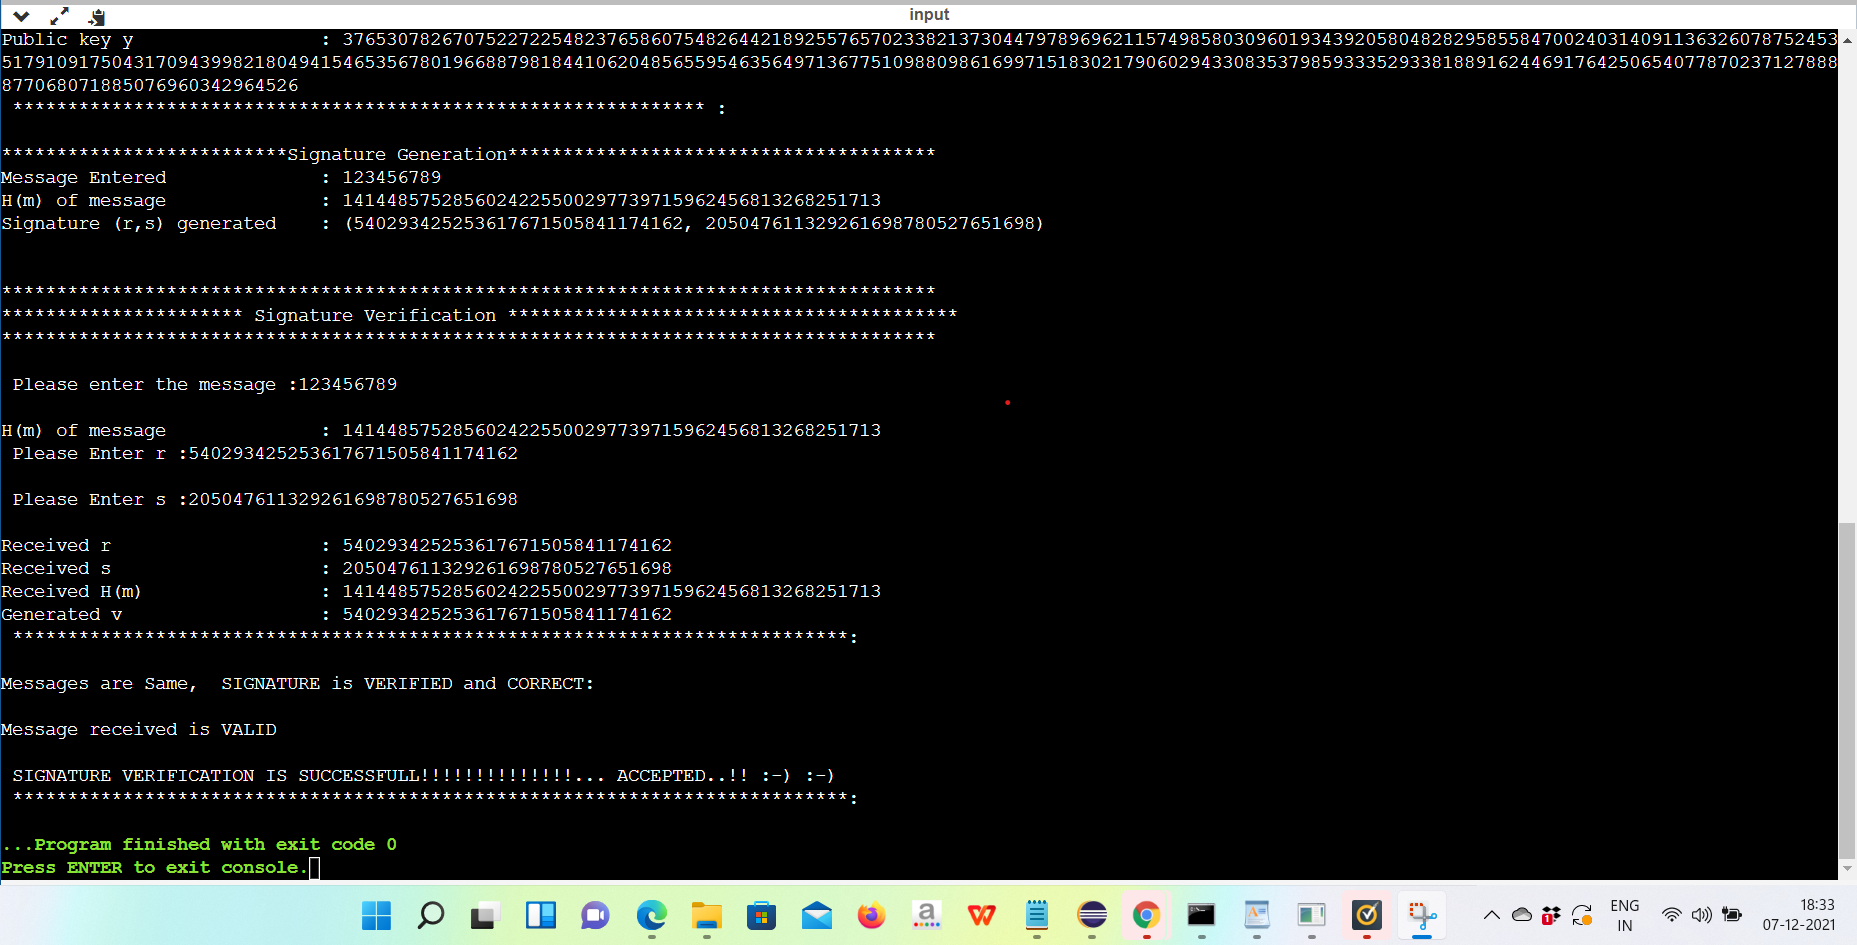 input
Public key y : 3765307826707522722548237658607548264421892557657023382137304479789696211574985803096019343920580482829585584700240314091136326078752453
5179109175043170943998218049415465356780196688798184410620485655954635649713677510988098616997151830217906029433083537985933352933818891624469176425065407787023712788
877068071885076960342964526
*************************************************************** :
**************************Signature Generation***************************************
Message Entered : 123456789
H(m) of message : 1414485752856024225500297739715962456813268251713
Signature (r,s) generated : (540293425253617671505841174162, 205047611329261698780527651698)
*************************************************************************************
********************** Signature Verification *****************************************
*************************************************************************************
Please enter the message :123456789
H(m) of message : 1414485752856024225500297739715962456813268251713
Please Enter r :540293425253617671505841174162
Please Enter s :205047611329261698780527651698
Received r : 540293425253617671505841174162
Received s : 205047611329261698780527651698
Received H(m) : 1414485752856024225500297739715962456813268251713
Generated v : 540293425253617671505841174162
****************************************************************************:
Messages are Same, SIGNATURE is VERIFIED and CORRECT:
Message received is VALID
SIGNATURE VERIFICATION IS SUCCESSFULL!!!!!!!!!!!!!!... ACCEPTED..!! :-) :-)
****************************************************************************:
...Program finished with exit code 0
Press ENTER to exit console.
ENG
IN
18:33
07-12-2021